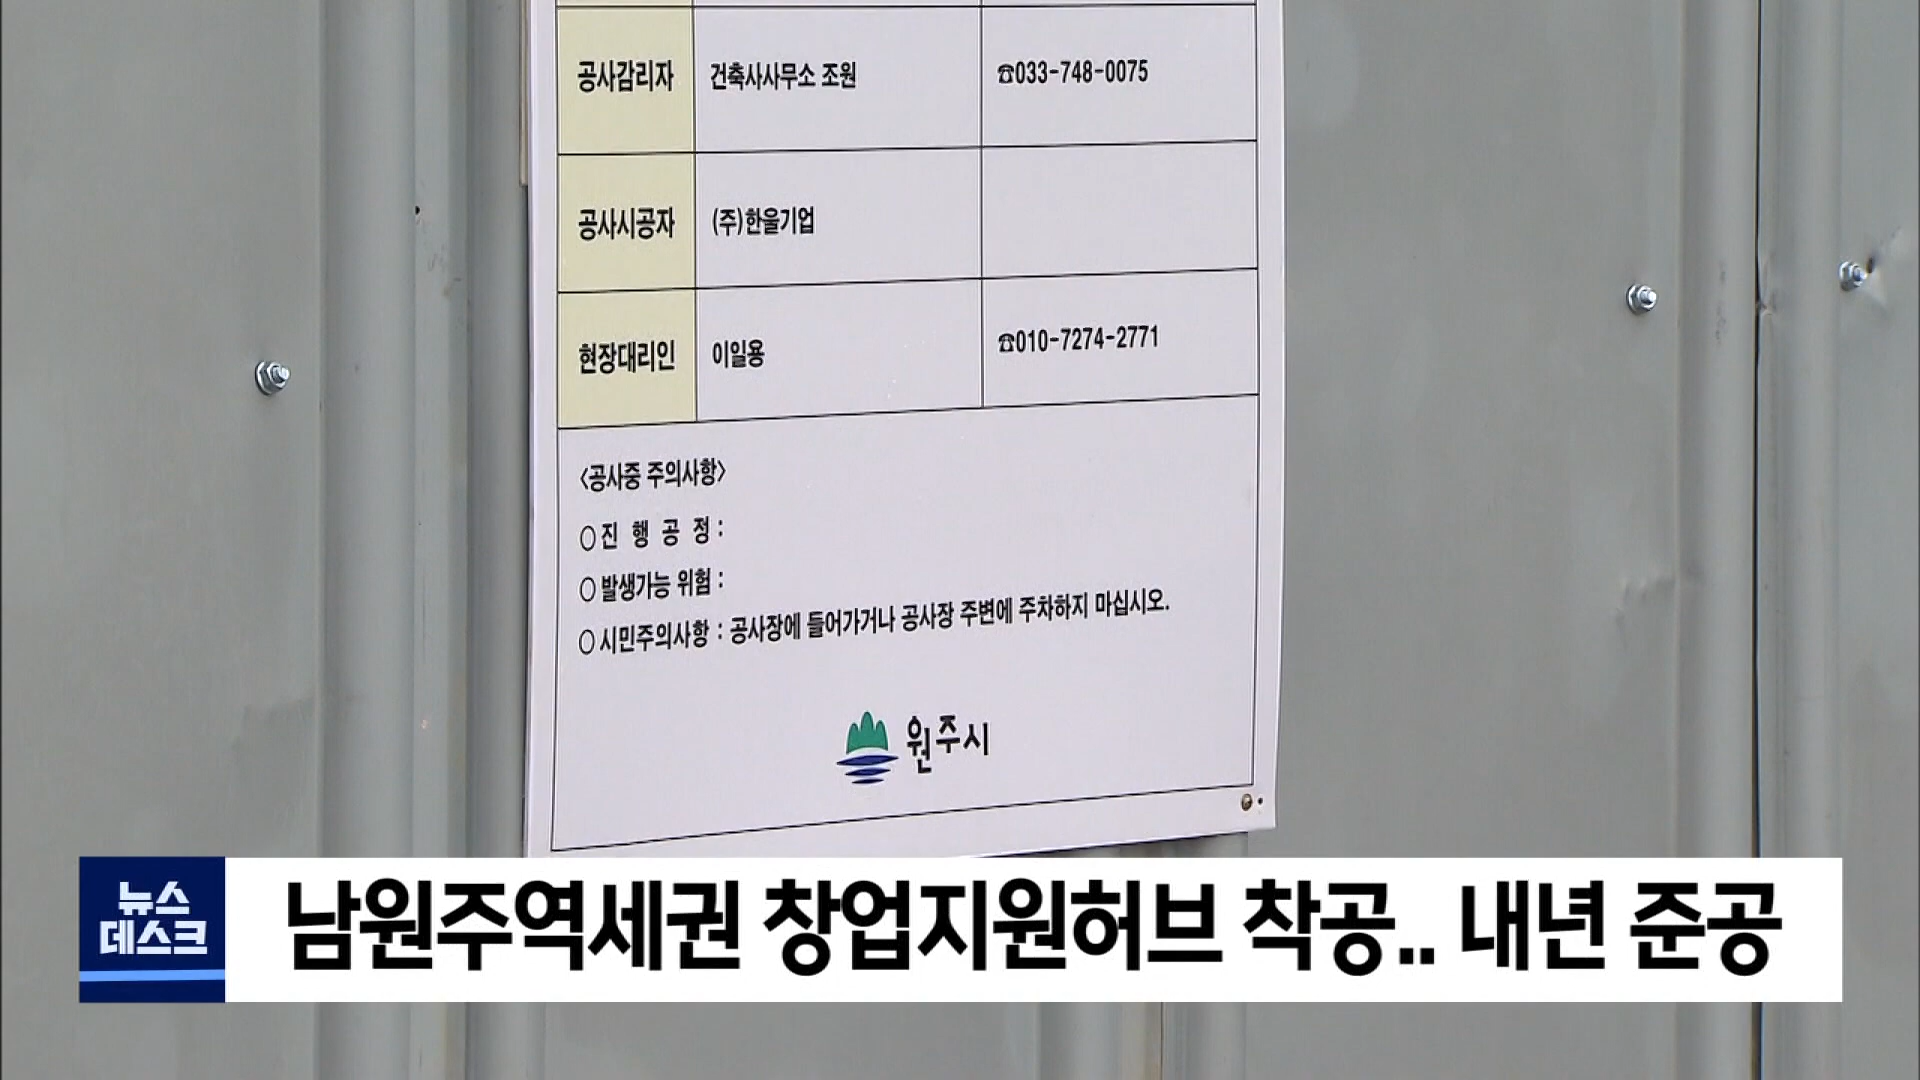 공사감리자 건축사사무소 조원 ☎033-748-0075
공사시공자 (주)한울기업
현장대리인 이일용 ☎010-7274-2771
<공사중 주의사항>
○진 행 공 정 :
○발생가능 위험 :
○시민주의사항 : 공사장에 들어가거나 공사장 주변에 주차하지 마십시오.
원주시
뉴스
데스크
남원주역세권 창업지원허브 착공.. 내년 준공